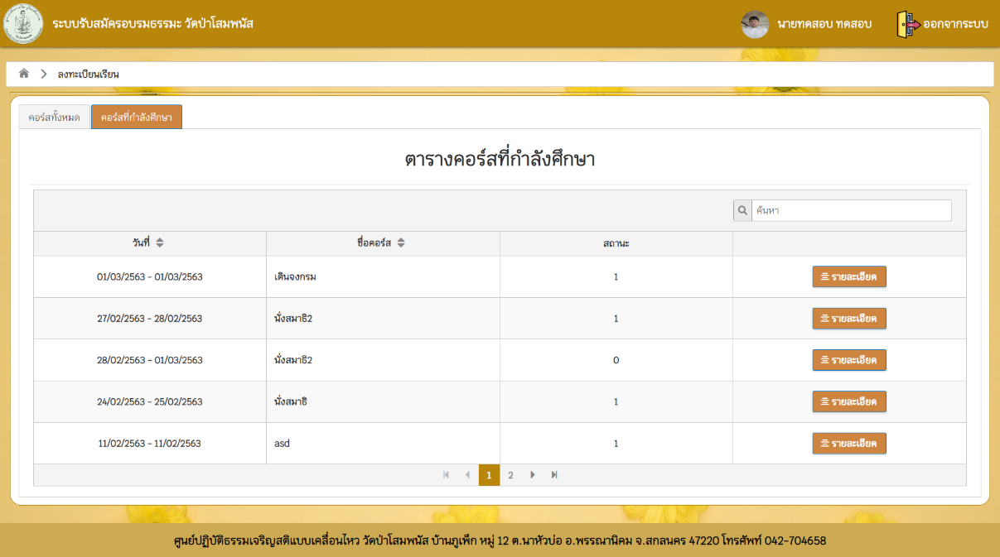 ระบบรับสมัครอบรมธรรมะ วัดป่าโสมพนัส
นายทดสอบ ทดสอบ
ออกจากระบบ
ลงทะเบียนเรียน
คอร์สทั้งหมด
คอร์สที่กำลังศึกษา
ตารางคอร์สที่กำลังศึกษา
ค้นหา
วันที่ ชื่อคอร์ส สถานะ
01/03/2563 - 01/03/2563 เดินจงกรม 1 รายละเอียด
27/02/2563 - 28/02/2563 นั่งสมาธิ2 1 รายละเอียด
28/02/2563 - 01/03/2563 นั่งสมาธิ2 0 รายละเอียด
24/02/2563 - 25/02/2563 นั่งสมาธิ 1 รายละเอียด
11/02/2563 - 11/02/2563 asd 1 รายละเอียด
1 2
ศูนย์ปฏิบัติธรรมเจริญสติแบบเคลื่อนไหว วัดป่าโสมพนัส บ้านภูเพ็ก หมู่ 12 ต.นาหัวบ่อ อ.พรรณานิคม จ.สกลนคร 47220 โทรศัพท์ 042-704658